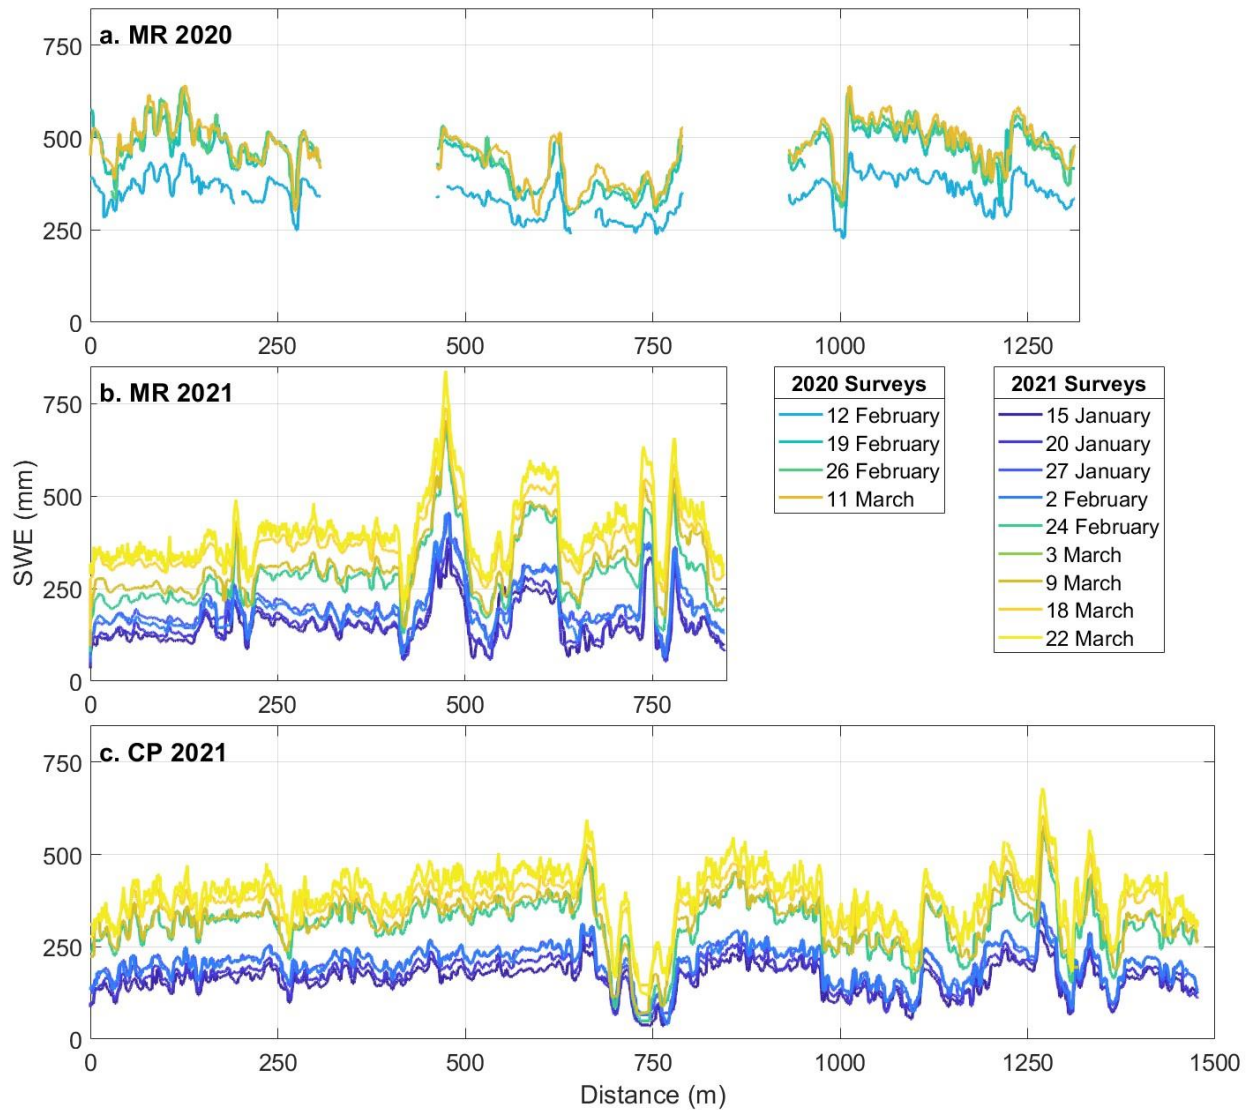 a. MR 2020
750
500
250
0
0 250 500 750 1000 1250
b. MR 2021
750
500
250
0
0 250 500 750
SWE (mm)
2020 Surveys
12 February
19 February
26 February
11 March
2021 Surveys
15 January
20 January
27 January
2 February
24 February
3 March
9 March
18 March
22 March
c. CP 2021
750
500
250
0
0 250 500 750 1000 1250 1500
Distance (m)